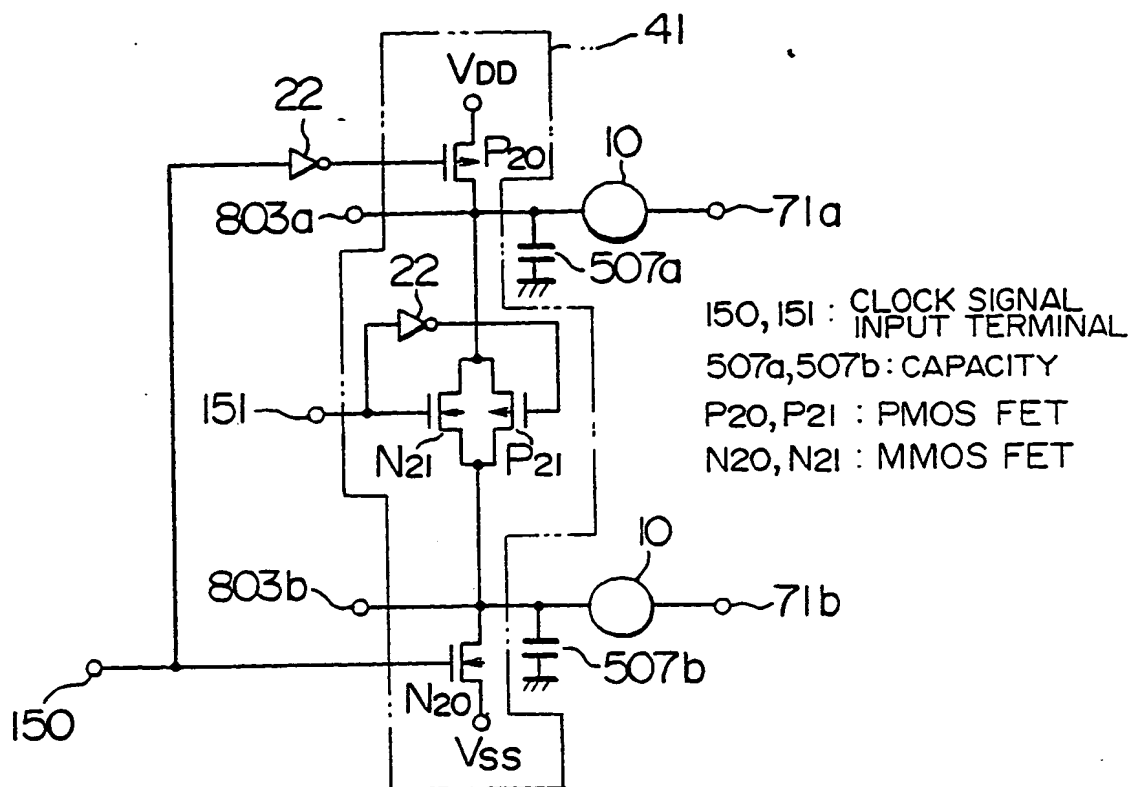 41
VDD
22
P20
10
803a
71a
507a
22
150, 151 : CLOCK SIGNAL
INPUT TERMINAL
507a, 507b : CAPACITY
151
P20, P21 : PMOS FET
N21
P21
N20, N21 : MMOS FET
10
803b
71b
507b
N20
150
VSS